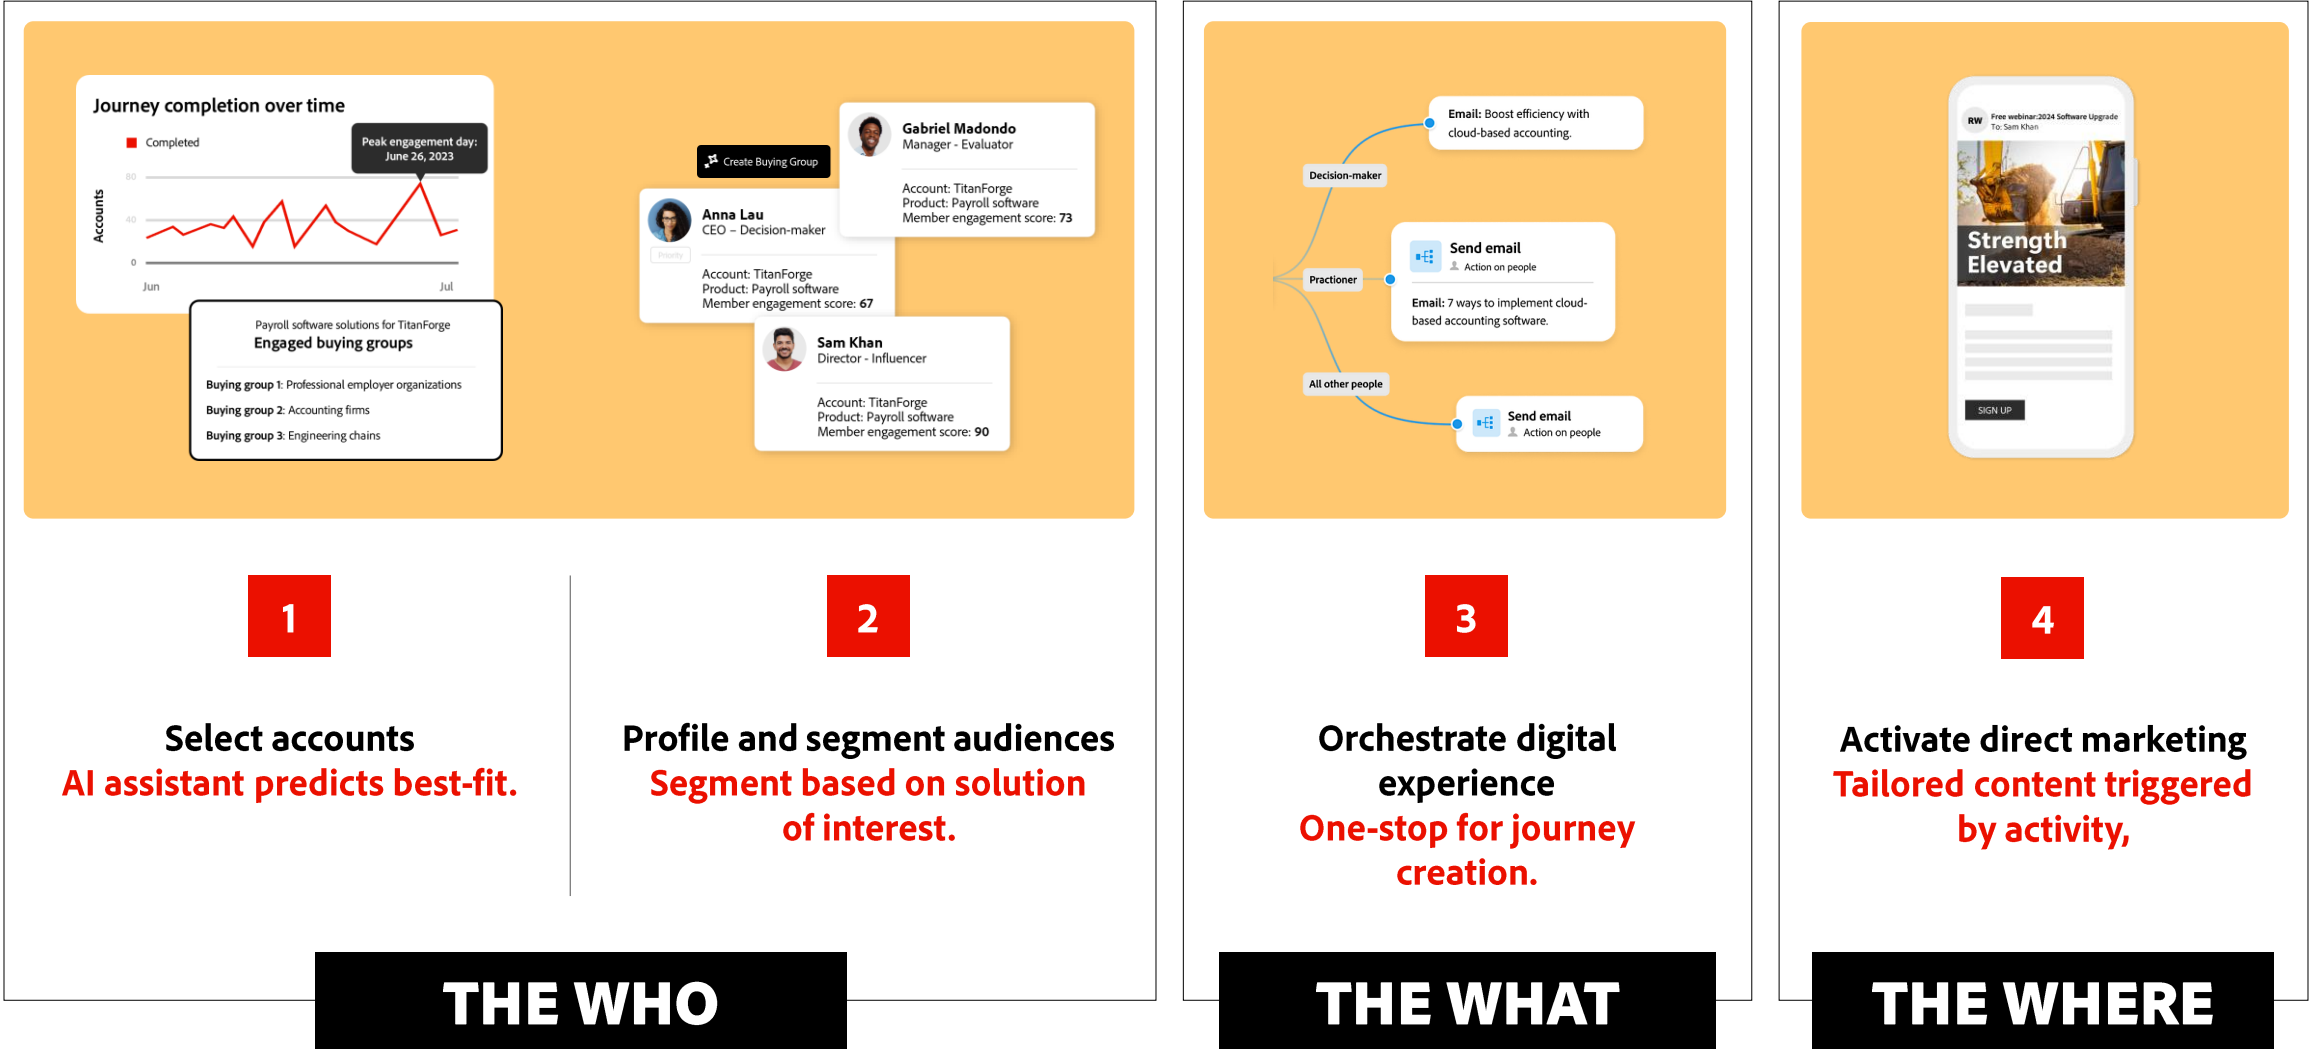 Journey completion over time
Completed
Peak engagement day:
June 26, 2023
80
40
0
Accounts
Jun
Jul
Payroll software solutions for TitanForge
Engaged buying groups
Buying group 1: Professional employer organizations
Buying group 2: Accounting firms
Buying group 3: Engineering chains
Create Buying Group
Gabriel Madondo
Manager - Evaluator
Account: TitanForge
Product: Payroll software
Member engagement score: 73
Anna Lau
CEO – Decision-maker
Priority
Account: TitanForge
Product: Payroll software
Member engagement score: 67
Sam Khan
Director - Influencer
Account: TitanForge
Product: Payroll software
Member engagement score: 90
1
Select accounts
AI assistant predicts best-fit.
2
Profile and segment audiences
Segment based on solution
of interest.
THE WHO
Decision-maker
Email: Boost efficiency with
cloud-based accounting.
Practioner
Send email
Action on people
Email: 7 ways to implement cloud-
based accounting software.
All other people
Send email
Action on people
3
Orchestrate digital
experience
One-stop for journey
creation.
THE WHAT
RW
Free webinar:2024 Software Upgrade
To: Sam Khan
Strength
Elevated
SIGN UP
4
Activate direct marketing
Tailored content triggered
by activity,
THE WHERE